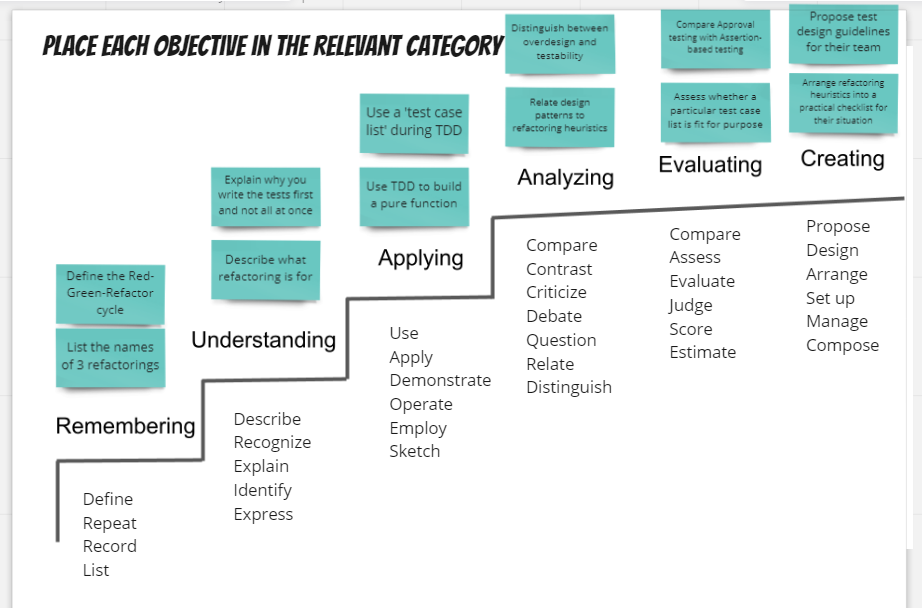 PLACE EACH OBJECTIVE IN THE RELEVANT CATEGORY
Define the Red-
Green-Refactor
cycle
List the names
of 3 refactorings
Remembering
Define
Repeat
Record
List
Explain why you
write the tests first
and not all at once
Describe what
refactoring is for
Understanding
Describe
Recognize
Explain
Identify
Express
Use a 'test case
list' during TDD
Use TDD to build
a pure function
Applying
Use
Apply
Demonstrate
Operate
Employ
Sketch
Distinguish between
overdesign and
testability
Relate design
patterns to
refactoring heuristics
Analyzing
Compare
Contrast
Criticize
Debate
Question
Relate
Distinguish
Compare Approval
testing with Assertion-
based testing
Assess whether a
particular test case
list is fit for purpose
Evaluating
Compare
Assess
Evaluate
Judge
Score
Estimate
Propose test
design guidelines
for their team
Arrange refactoring
heuristics into a
practical checklist for
their situation
Creating
Propose
Design
Arrange
Set up
Manage
Compose